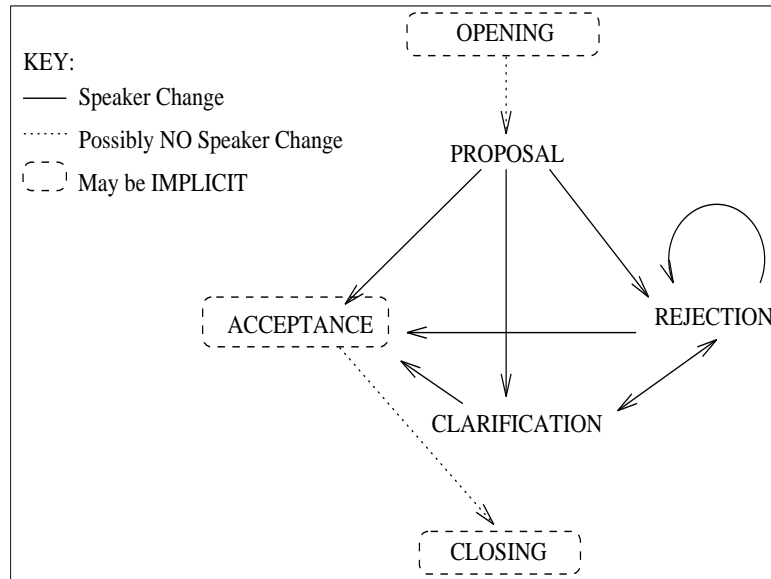 OPENING
KEY:
Speaker Change
Possibly NO Speaker Change
May be IMPLICIT
PROPOSAL
ACCEPTANCE
REJECTION
CLARIFICATION
CLOSING